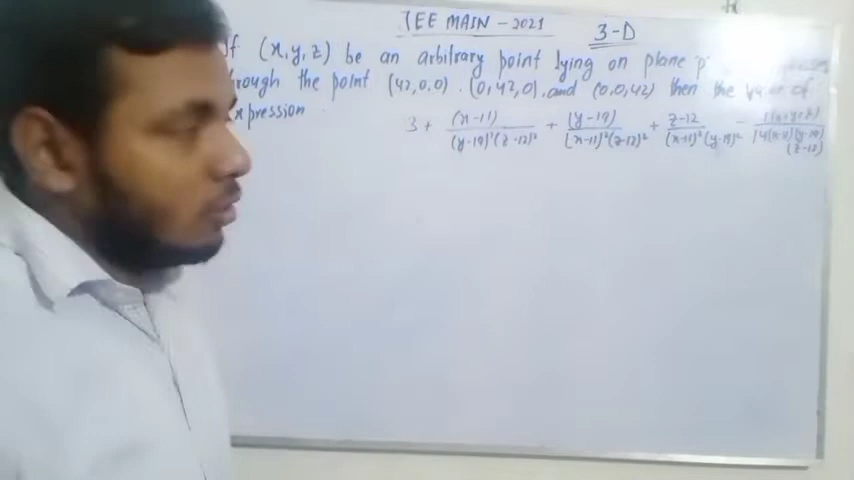 JEE MAIN - 2021
3-D
If (x,y,z) be an arbitrary point lying on plane 'p'
through the point (42,0,0). (0,42,0).and (0,0,42) then the value of
expression
3 + (x-11)/((y-19)²(z-12)²) + (y-19)/((x-11)²(z-12)²) + z-12/((x-11)²(y-19)²) - (x+y+z)/(14(x-11)(y-19)(z-12))